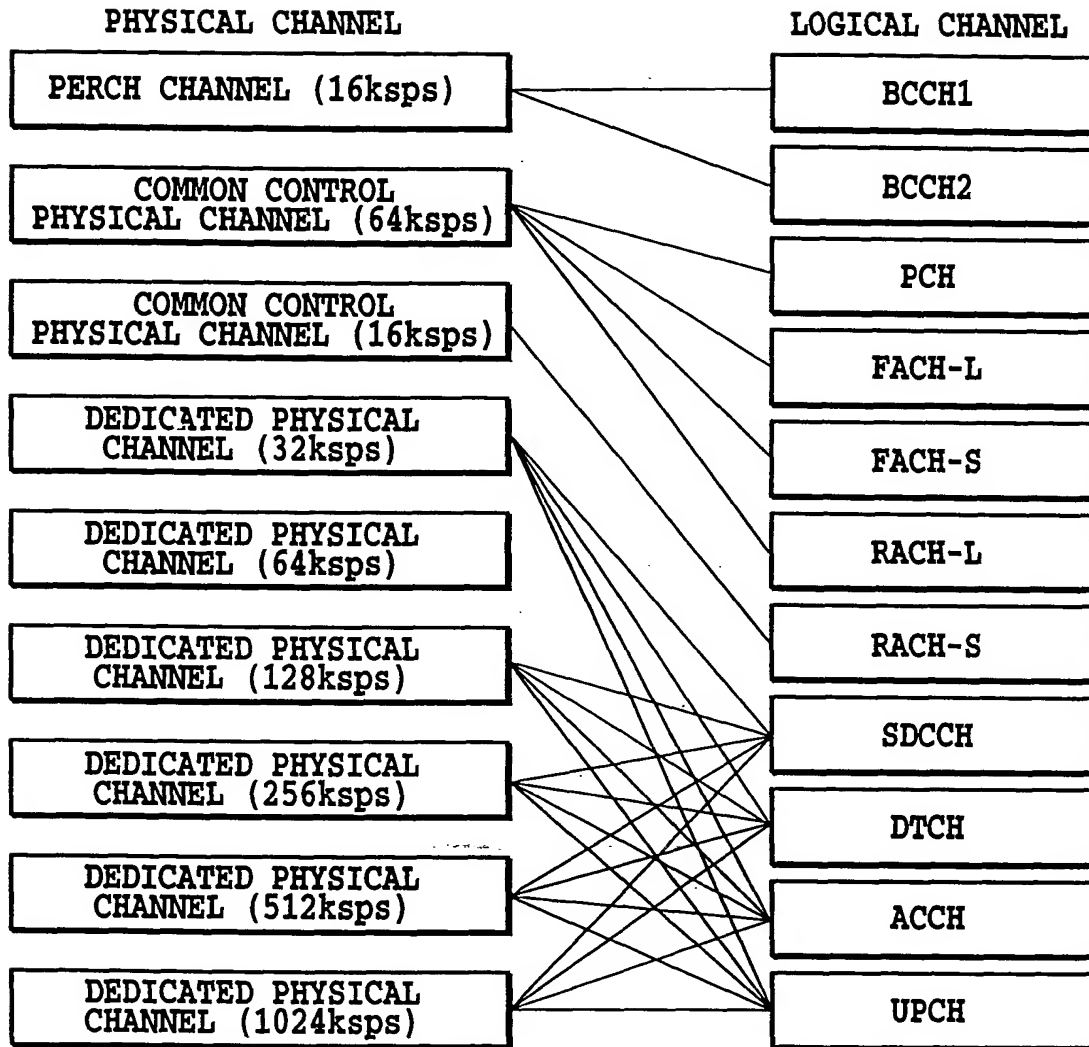 PHYSICAL CHANNEL
PERCH CHANNEL (16ksps)
COMMON CONTROL
PHYSICAL CHANNEL (64ksps)
COMMON CONTROL
PHYSICAL CHANNEL (16ksps)
DEDICATED PHYSICAL
CHANNEL (32ksps)
DEDICATED PHYSICAL
CHANNEL (64ksps)
DEDICATED PHYSICAL
CHANNEL (128ksps)
DEDICATED PHYSICAL
CHANNEL (256ksps)
DEDICATED PHYSICAL
CHANNEL (512ksps)
DEDICATED PHYSICAL
CHANNEL (1024ksps)
LOGICAL CHANNEL
BCCH1
BCCH2
PCH
FACH-L
FACH-S
RACH-L
RACH-S
SDCCH
DTCH
ACCH
UPCH